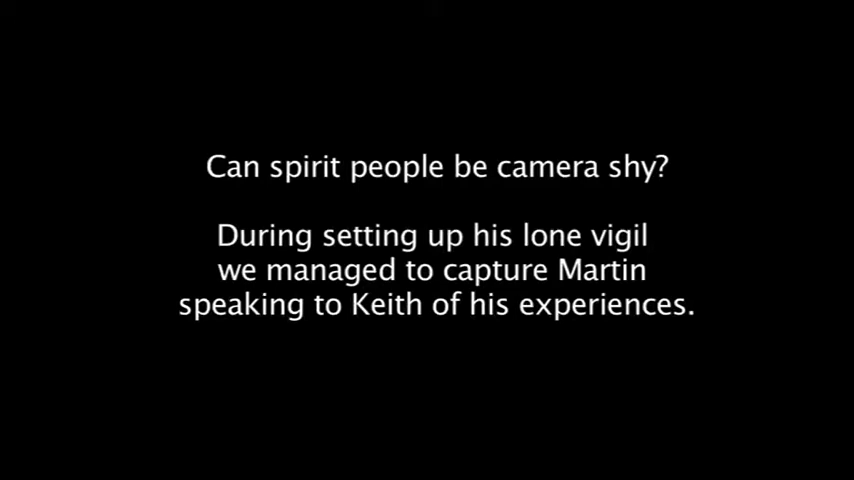 Can spirit people be camera shy?
During setting up his lone vigil
we managed to capture Martin
speaking to Keith of his experiences.